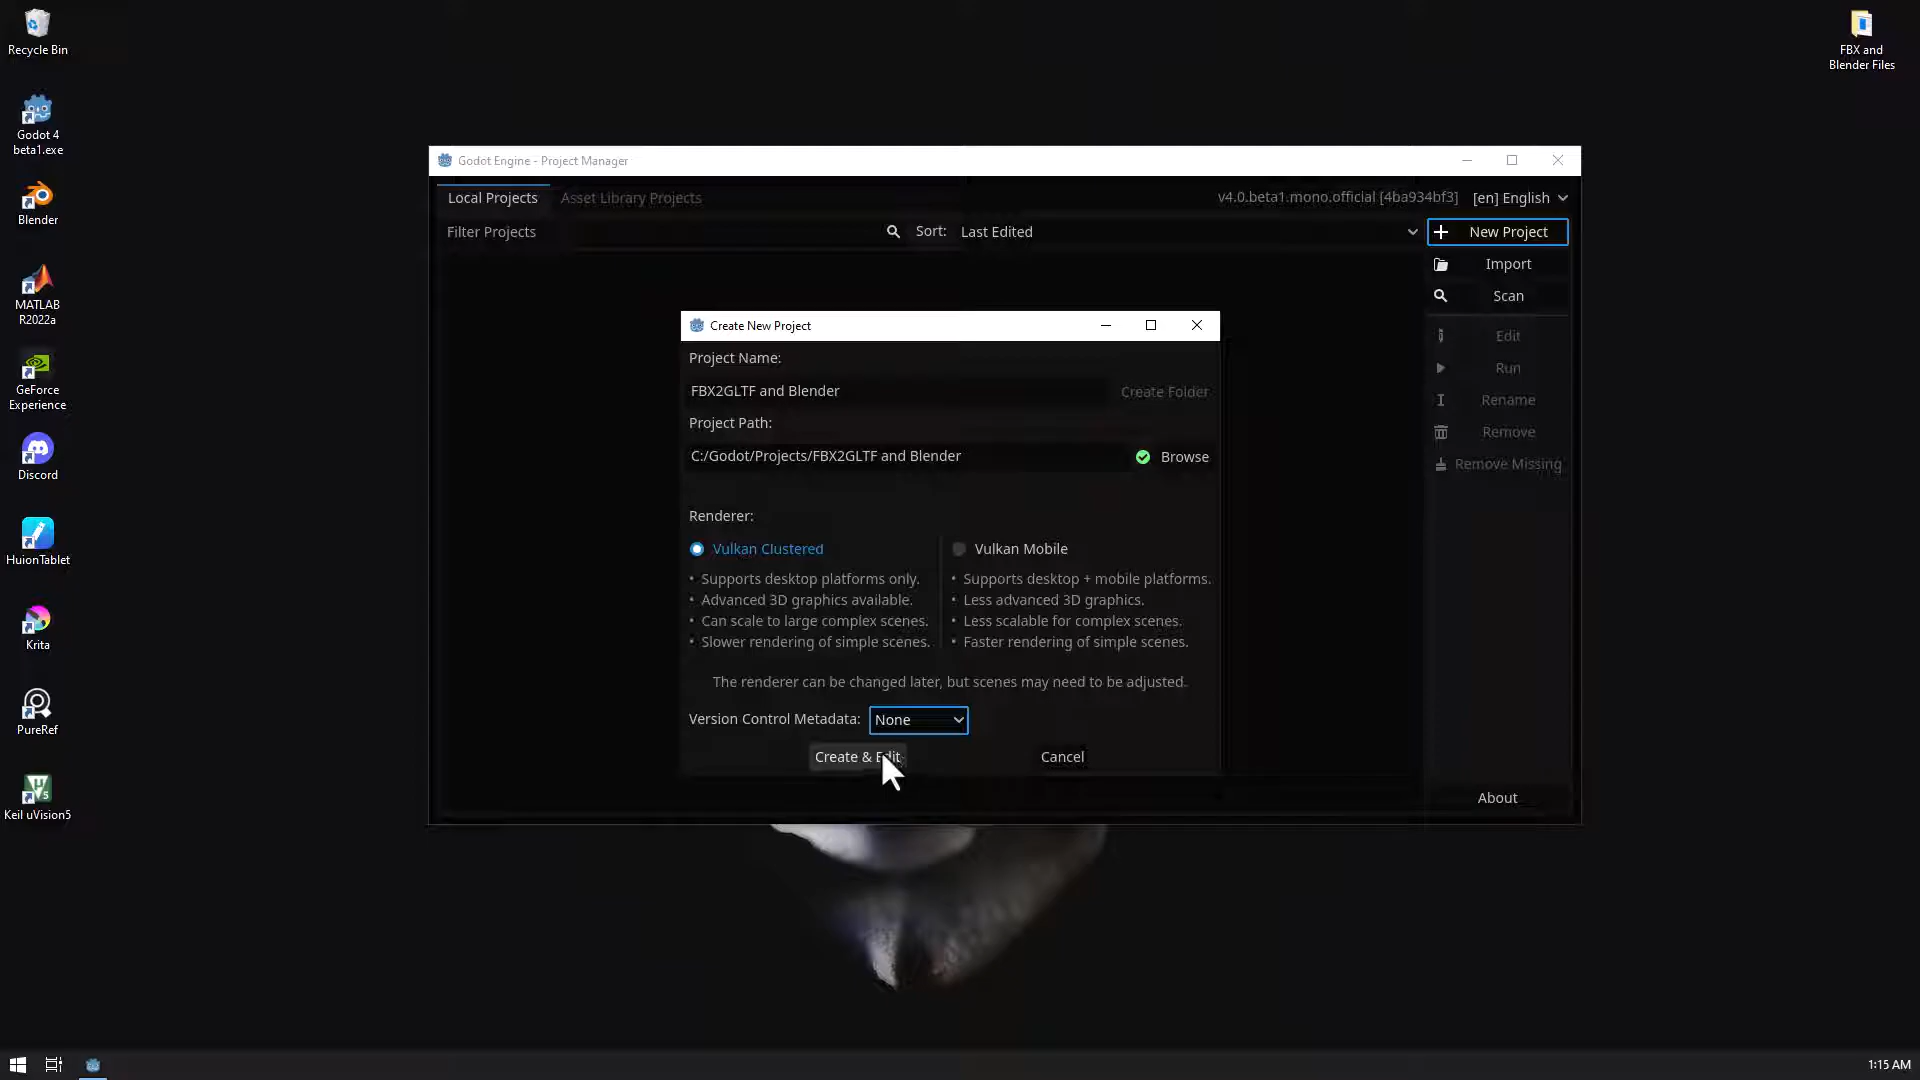 Recycle Bin
Godot 4
beta1.exe
Blender
MATLAB
R2022a
GeForce
Experience
Discord
HuionTablet
Krita
PureRef
Keil uVision5
FBX and
Blender Files
Godot Engine - Project Manager
Local Projects
Asset Library Projects
v4.0.beta1.mono.official [4ba934bf3]
[en] English
Filter Projects
Sort:
Last Edited
New Project
Import
Scan
Edit
Run
Rename
Remove
Remove Missing
About
Create New Project
Project Name:
FBX2GLTF and Blender
Create Folder
Project Path:
C:/Godot/Projects/FBX2GLTF and Blender
Browse
Renderer:
Vulkan Clustered
• Supports desktop platforms only.
• Advanced 3D graphics available.
• Can scale to large complex scenes.
• Slower rendering of simple scenes.
Vulkan Mobile
• Supports desktop + mobile platforms.
• Less advanced 3D graphics.
• Less scalable for complex scenes.
• Faster rendering of simple scenes.
The renderer can be changed later, but scenes may need to be adjusted.
Version Control Metadata:
None
Create & Edit
Cancel
1:15 AM